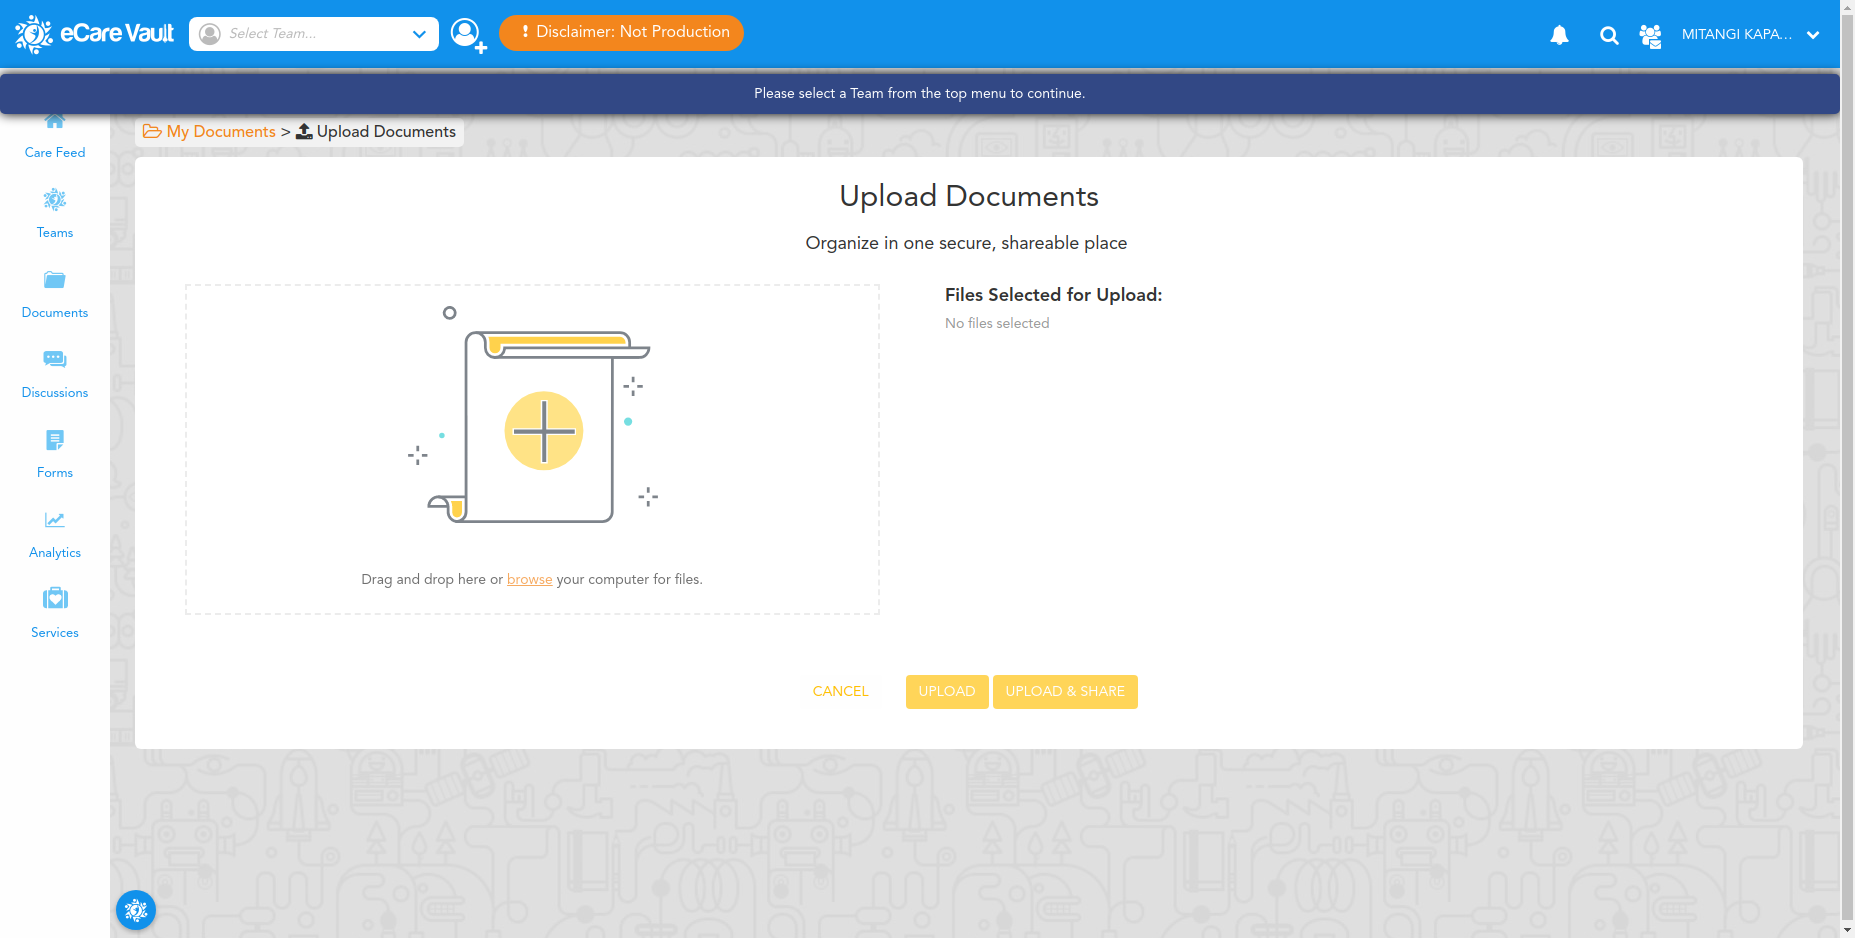 eCare Vault
Select Team...
Disclaimer: Not Production
MITANGI KAPA...
Please select a Team from the top menu to continue.
My Documents > Upload Documents
Care Feed
Teams
Documents
Discussions
Forms
Analytics
Services
Upload Documents
Organize in one secure, shareable place
Drag and drop here or browse your computer for files.
Files Selected for Upload:
No files selected
CANCEL
UPLOAD
UPLOAD & SHARE